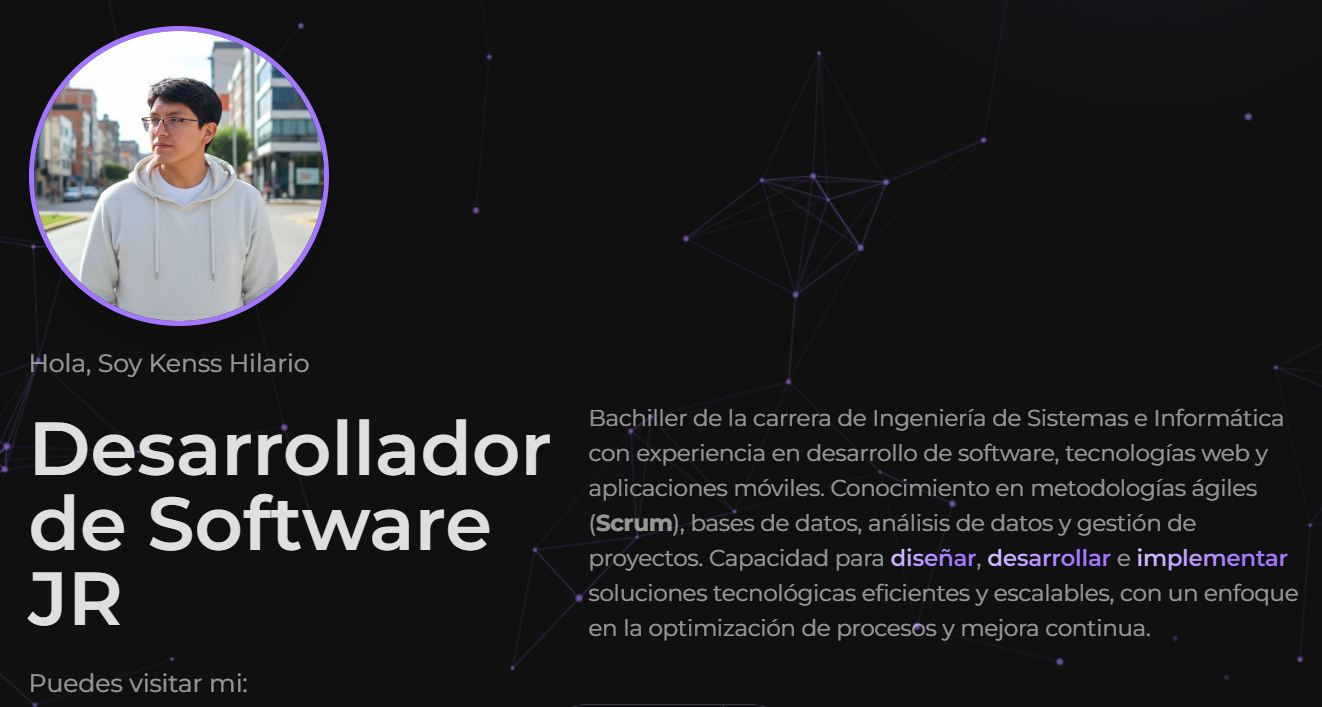 Hola, Soy Kenss Hilario
Desarrollador
de Software
JR
Bachiller de la carrera de Ingeniería de Sistemas e Informática
con experiencia en desarrollo de software, tecnologías web y
aplicaciones móviles. Conocimiento en metodologías ágiles
(Scrum), bases de datos, análisis de datos y gestión de
proyectos. Capacidad para diseñar, desarrollar e implementar
soluciones tecnológicas eficientes y escalables, con un enfoque
en la optimización de procesos y mejora continua.
Puedes visitar mi: